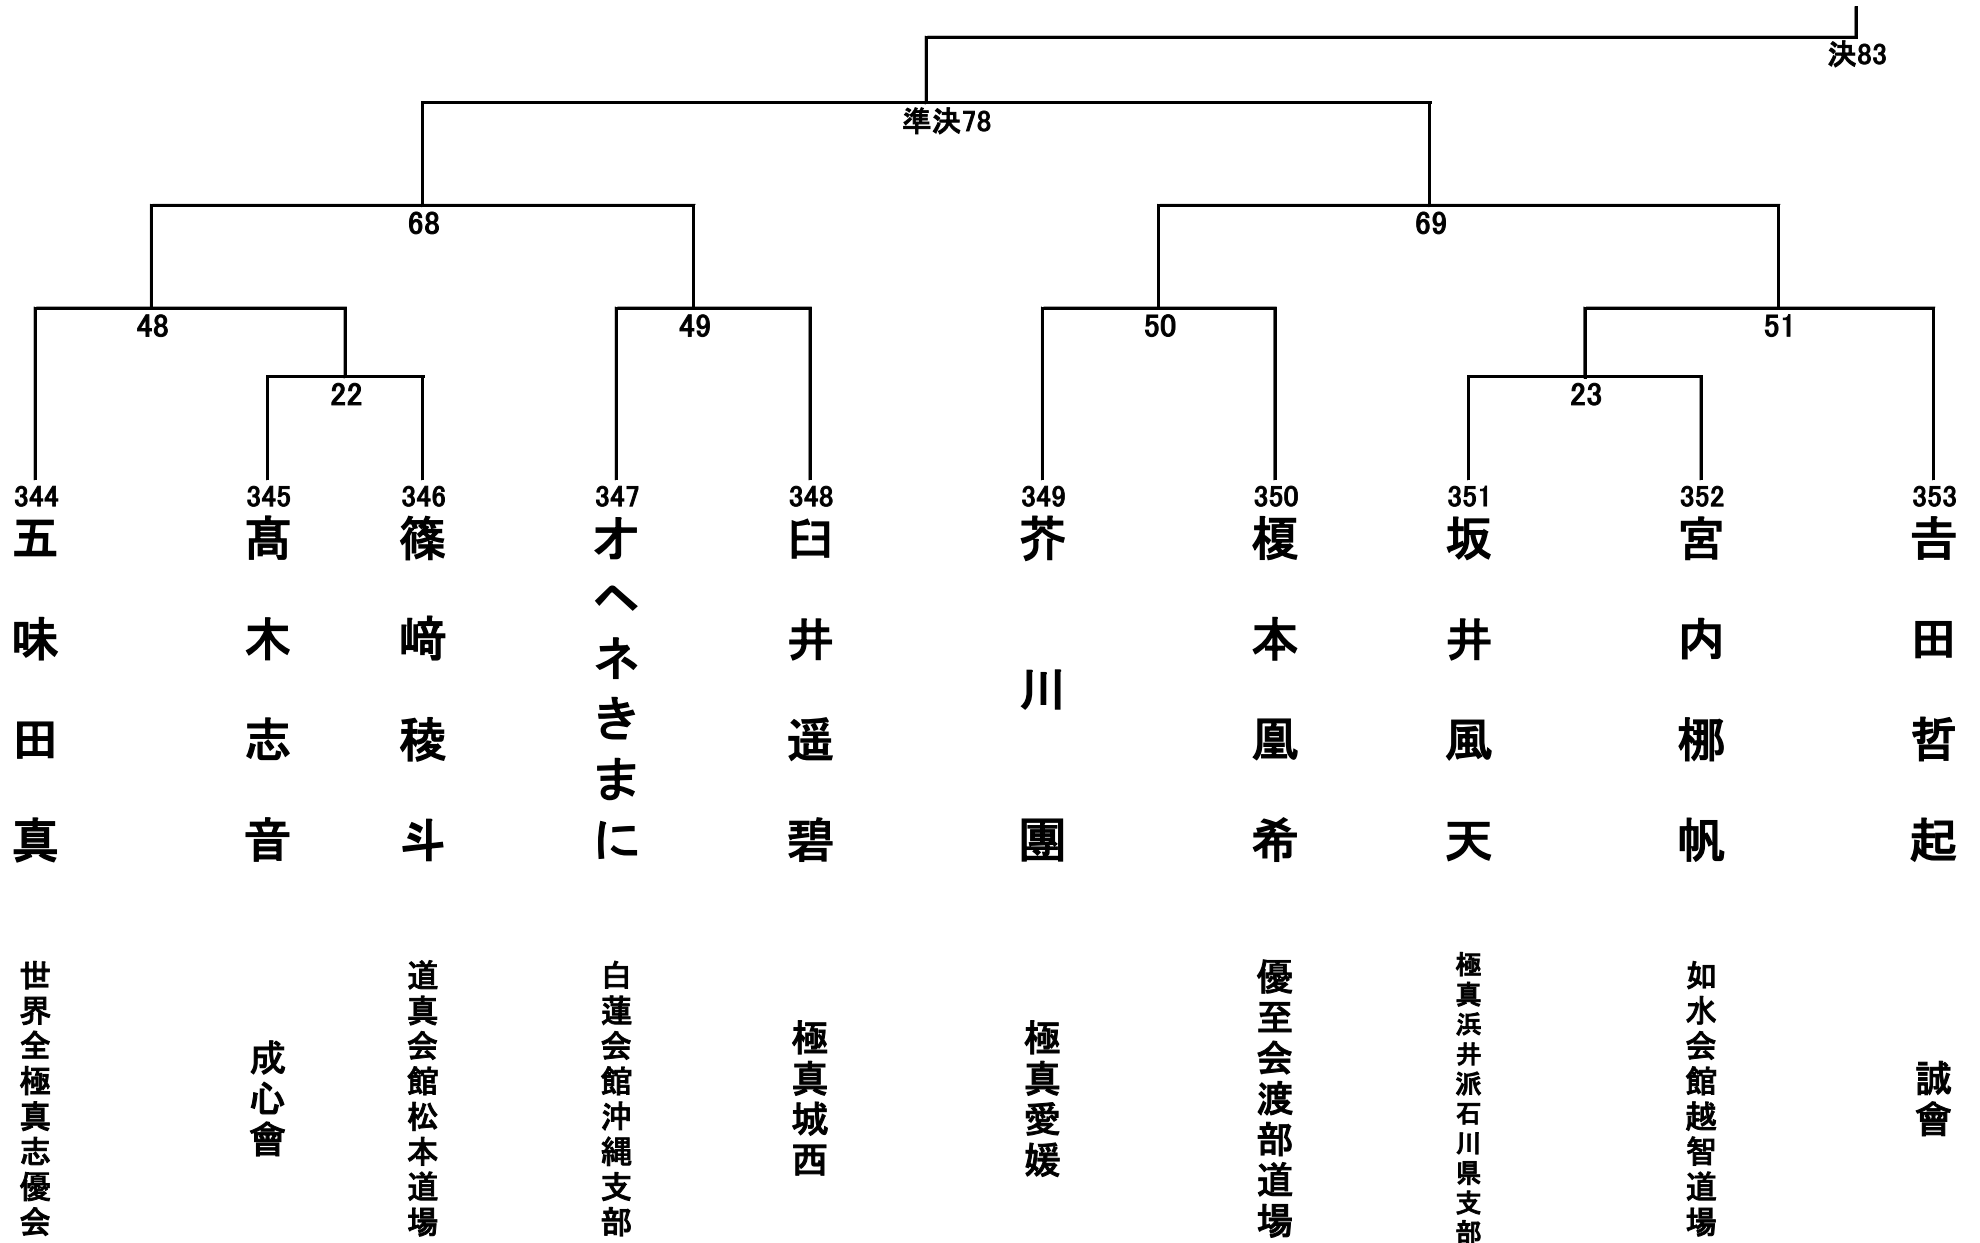 決83
準決78
68
69
48
49
50
51
22
23
344
345
346
347
348
349
350
351
352
353
五味田真
髙木志音
篠﨑稜斗
オヘネきまに
臼井遥碧
芥川團
榎本凰希
坂井風天
宮内梛帆
𠮷田哲起
世界全極真志優会
成心會
道真会館松本道場
白蓮会館沖縄支部
極真城西
極真愛媛
優至会渡部道場
極真浜井派石川県支部
如水会館越智道場
誠會